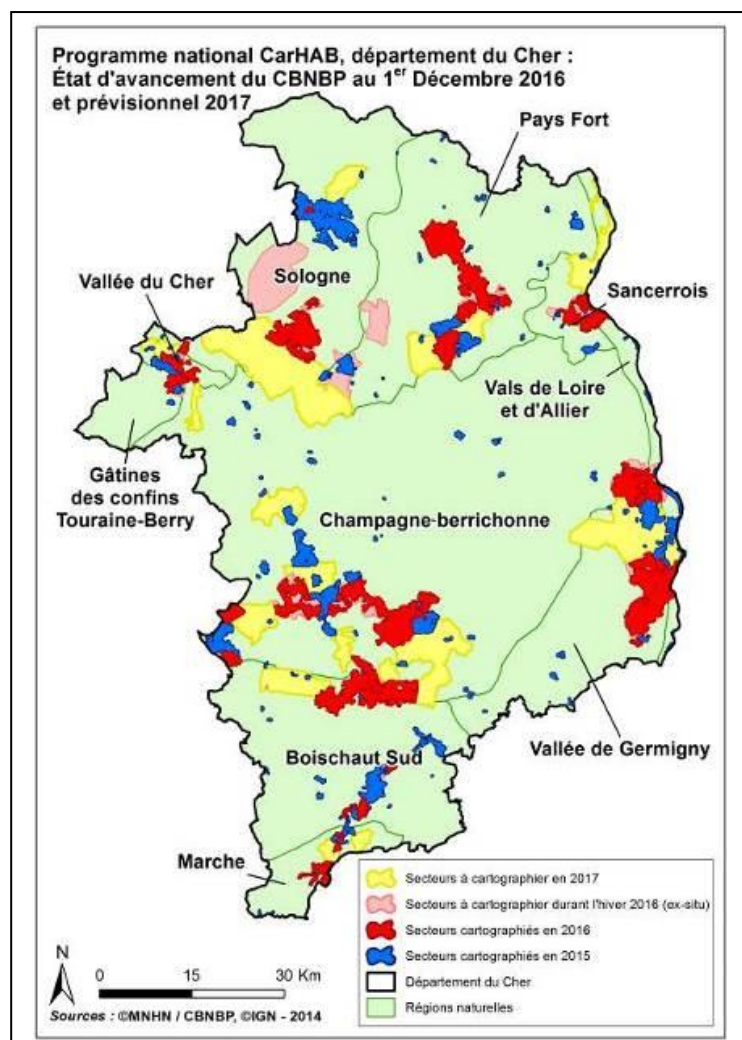 Programme national CarHAB, département du Cher :
État d'avancement du CBNBP au 1er Décembre 2016
et prévisionnel 2017
Pays Fort
Vallée du Cher
Sologne
Sancerrois
Vals de Loire
et d'Allier
Gâtines
des confins
Touraine-Berry
Champagne-berrichonne
Boischaut Sud
Vallée de Germigny
Marche
Secteurs à cartographier en 2017
Secteurs à cartographier durant l'hiver 2016 (ex-situ)
Secteurs cartographiés en 2016
Secteurs cartographiés en 2015
Département du Cher
Régions naturelles
N
0 15 30 Km
Sources : ©MNHN / CBNBP, ©IGN - 2014